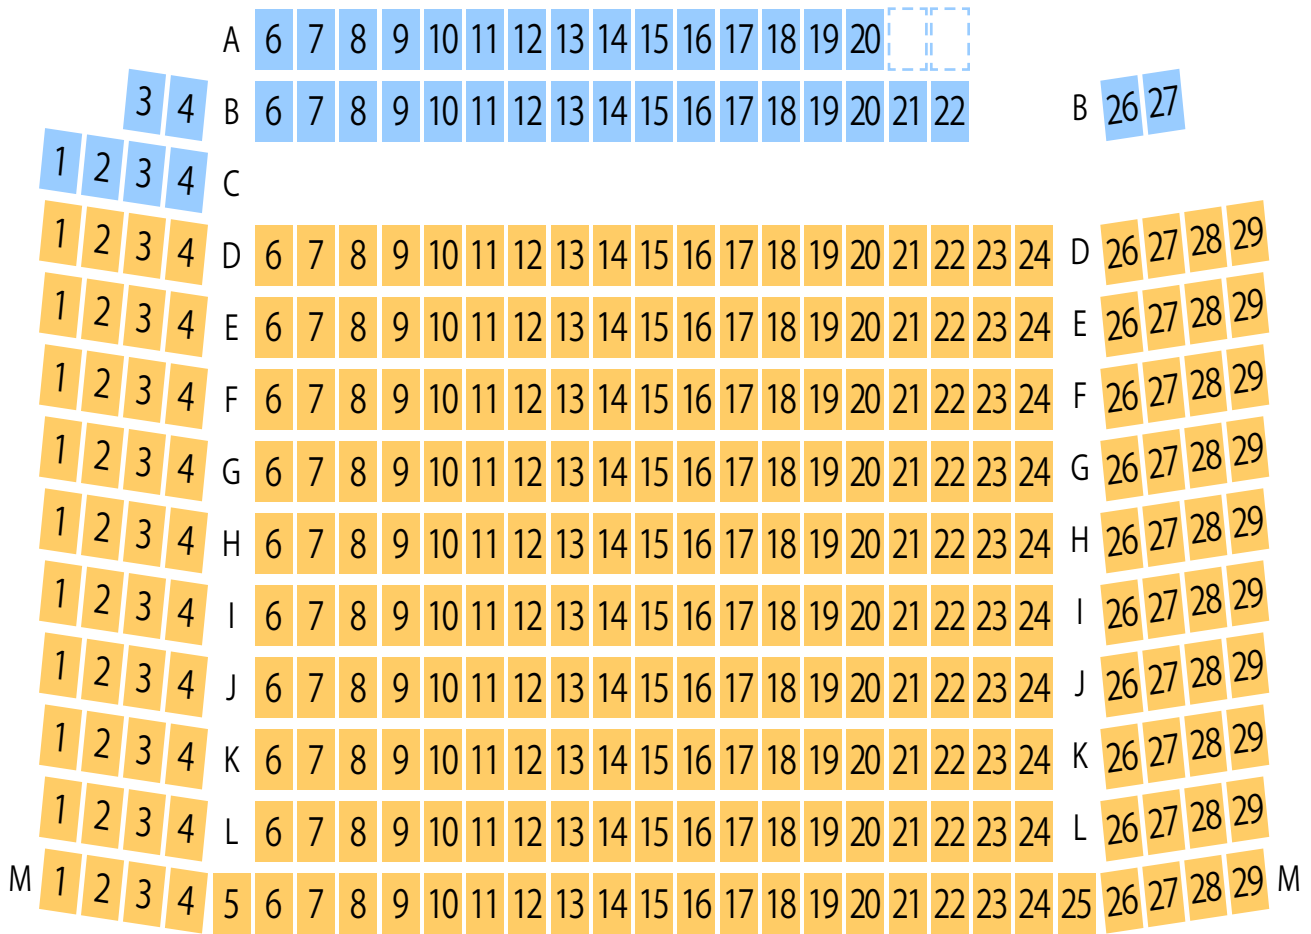 A 6 7 8 9 10 11 12 13 14 15 16 17 18 19 20
3 4 B 6 7 8 9 10 11 12 13 14 15 16 17 18 19 20 21 22 B 26 27
1 2 3 4 C
1 2 3 4 D 6 7 8 9 10 11 12 13 14 15 16 17 18 19 20 21 22 23 24 D 26 27 28 29
1 2 3 4 E 6 7 8 9 10 11 12 13 14 15 16 17 18 19 20 21 22 23 24 E 26 27 28 29
1 2 3 4 F 6 7 8 9 10 11 12 13 14 15 16 17 18 19 20 21 22 23 24 F 26 27 28 29
1 2 3 4 G 6 7 8 9 10 11 12 13 14 15 16 17 18 19 20 21 22 23 24 G 26 27 28 29
1 2 3 4 H 6 7 8 9 10 11 12 13 14 15 16 17 18 19 20 21 22 23 24 H 26 27 28 29
1 2 3 4 I 6 7 8 9 10 11 12 13 14 15 16 17 18 19 20 21 22 23 24 I 26 27 28 29
1 2 3 4 J 6 7 8 9 10 11 12 13 14 15 16 17 18 19 20 21 22 23 24 J 26 27 28 29
1 2 3 4 K 6 7 8 9 10 11 12 13 14 15 16 17 18 19 20 21 22 23 24 K 26 27 28 29
1 2 3 4 L 6 7 8 9 10 11 12 13 14 15 16 17 18 19 20 21 22 23 24 L 26 27 28 29
M 1 2 3 4 5 6 7 8 9 10 11 12 13 14 15 16 17 18 19 20 21 22 23 24 25 26 27 28 29 M